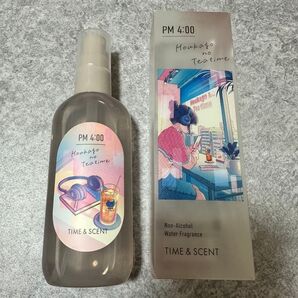 PM 4:00
Houkago
no
Teatime
TIME & SCENT
PM 4:00
Houkago
no
Teatime
Non-Alcohol
Water Fragrance
TIME & SCENT